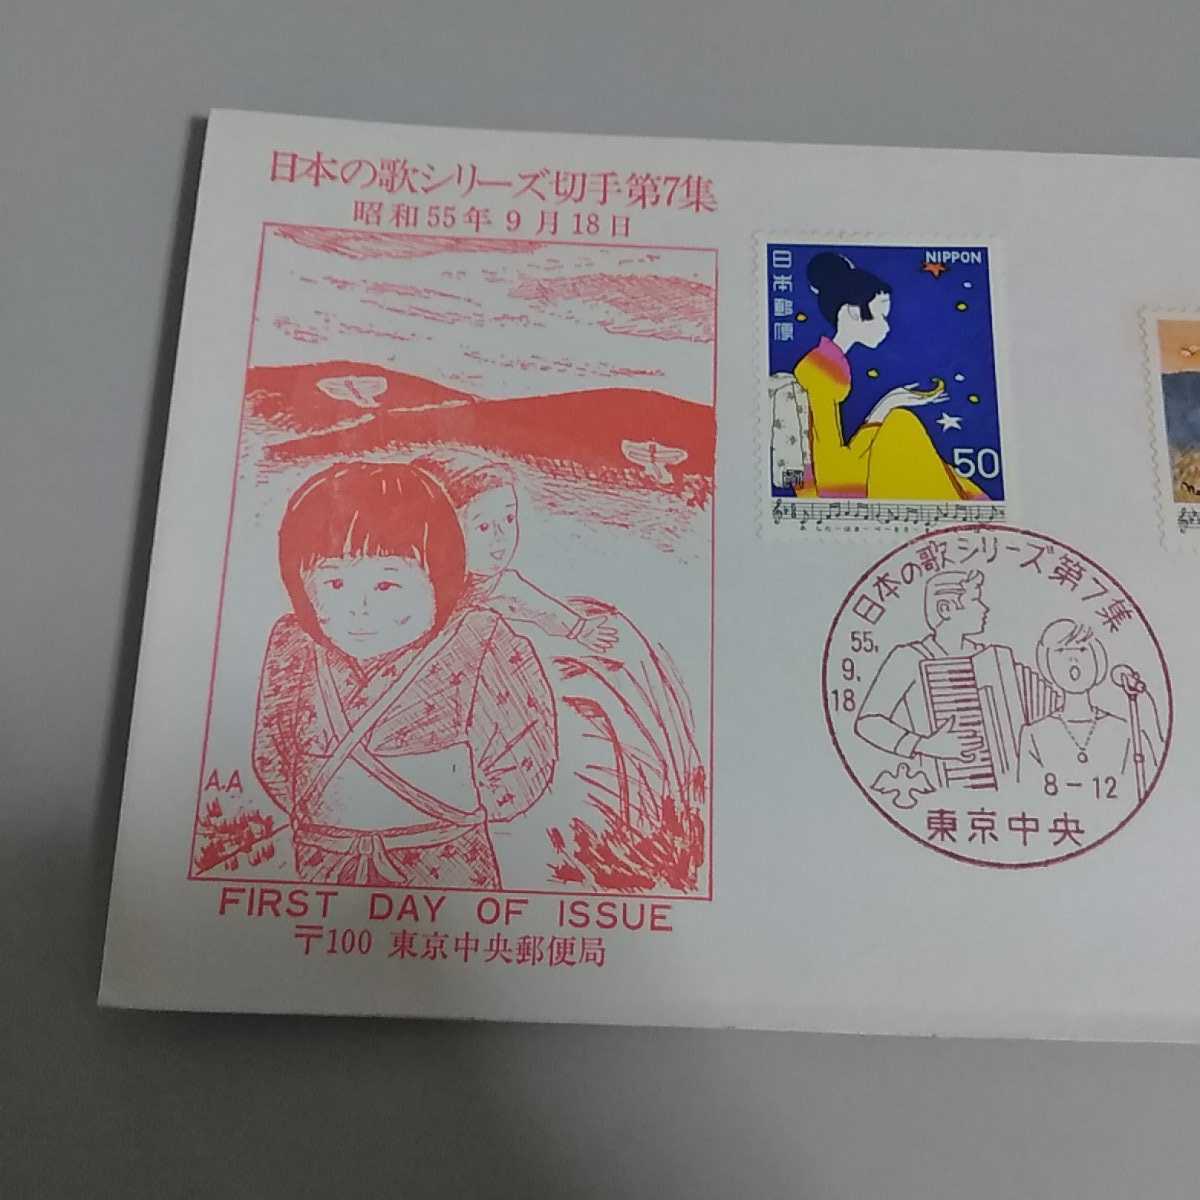 日本の歌シリーズ切手第7集
昭和55年9月18日
A.A
FIRST DAY OF ISSUE
〒100 東京中央郵便局
日本郵便
NIPPON
50
日本の歌シリーズ第7集
55.
9.
18
8-12
東京中央